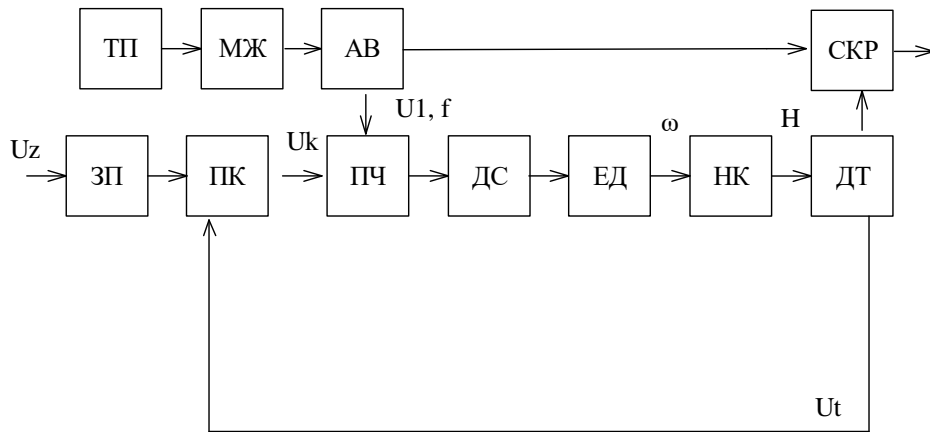 ТП МЖ АВ СКР
U1, f
ω H
Uz Uk
ЗП ПК ПЧ ДС ЕД НК ДТ
Ut